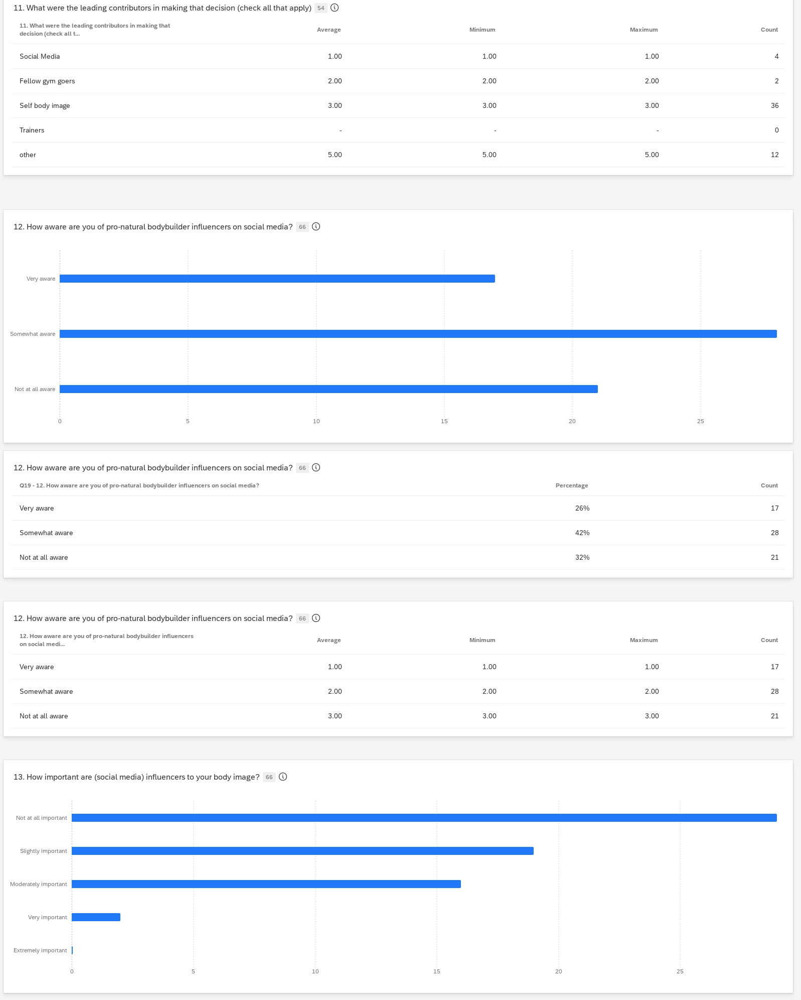 11. What were the leading contributors in making that decision (check all that apply) 54
11. What were the leading contributors in making that
decision (check all t...
Average Minimum Maximum Count
Social Media 1.00 1.00 1.00 4
Fellow gym goers 2.00 2.00 2.00 2
Self body image 3.00 3.00 3.00 36
Trainers - - - 0
other 5.00 5.00 5.00 12
12. How aware are you of pro-natural bodybuilder influencers on social media? 66
Very aware
Somewhat aware
Not at all aware
0 5 10 15 20 25
12. How aware are you of pro-natural bodybuilder influencers on social media? 66
Q19 - 12. How aware are you of pro-natural bodybuilder influencers on social media? Percentage Count
Very aware 26% 17
Somewhat aware 42% 28
Not at all aware 32% 21
12. How aware are you of pro-natural bodybuilder influencers on social media? 66
12. How aware are you of pro-natural bodybuilder influencers
on social medi...
Average Minimum Maximum Count
Very aware 1.00 1.00 1.00 17
Somewhat aware 2.00 2.00 2.00 28
Not at all aware 3.00 3.00 3.00 21
13. How important are (social media) influencers to your body image? 66
Not at all important
Slightly important
Moderately important
Very important
Extremely important
0 5 10 15 20 25